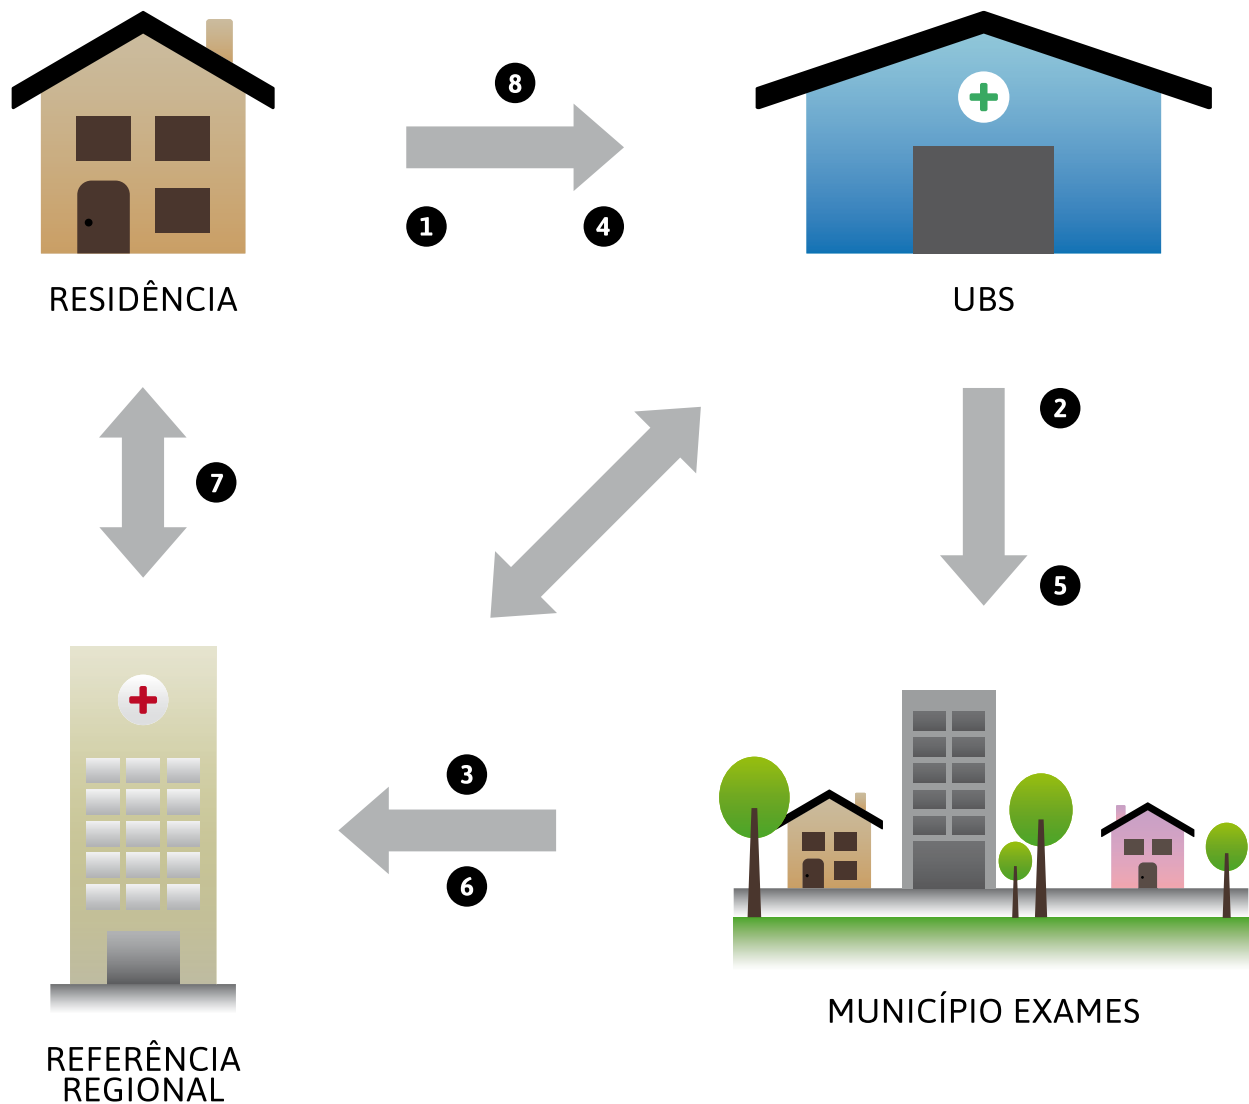 8
1
4
RESIDÊNCIA
UBS
2
7
5
3
6
MUNICÍPIO EXAMES
REFERÊNCIA
REGIONAL